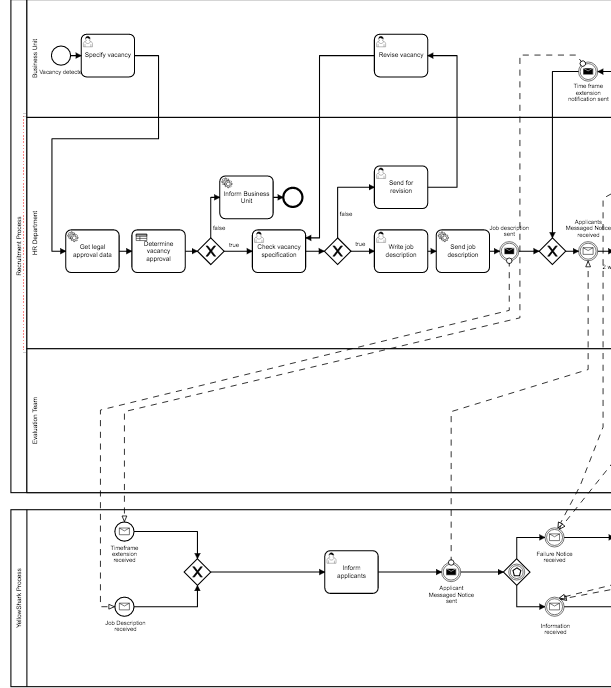 Recruitment Process
Business Unit
Vacancy detecte
Specify vacancy
Revise vacancy
Time frame
extension
notification sent
HR Department
Get legal
approval data
Determine
vacancy
approval
false
true
Inform Business
Unit
Check vacancy
specification
false
true
Send for
revision
Write job
description
Send job
description
Job description
sent
Applicants
Messaged Notice
received
2 w
Evaluation Team
YellowShark Process
Timeframe
extension
received
Job Description
received
Inform
applicants
Applicant
Messaged Notice
sent
Failure Notice
received
Information
received